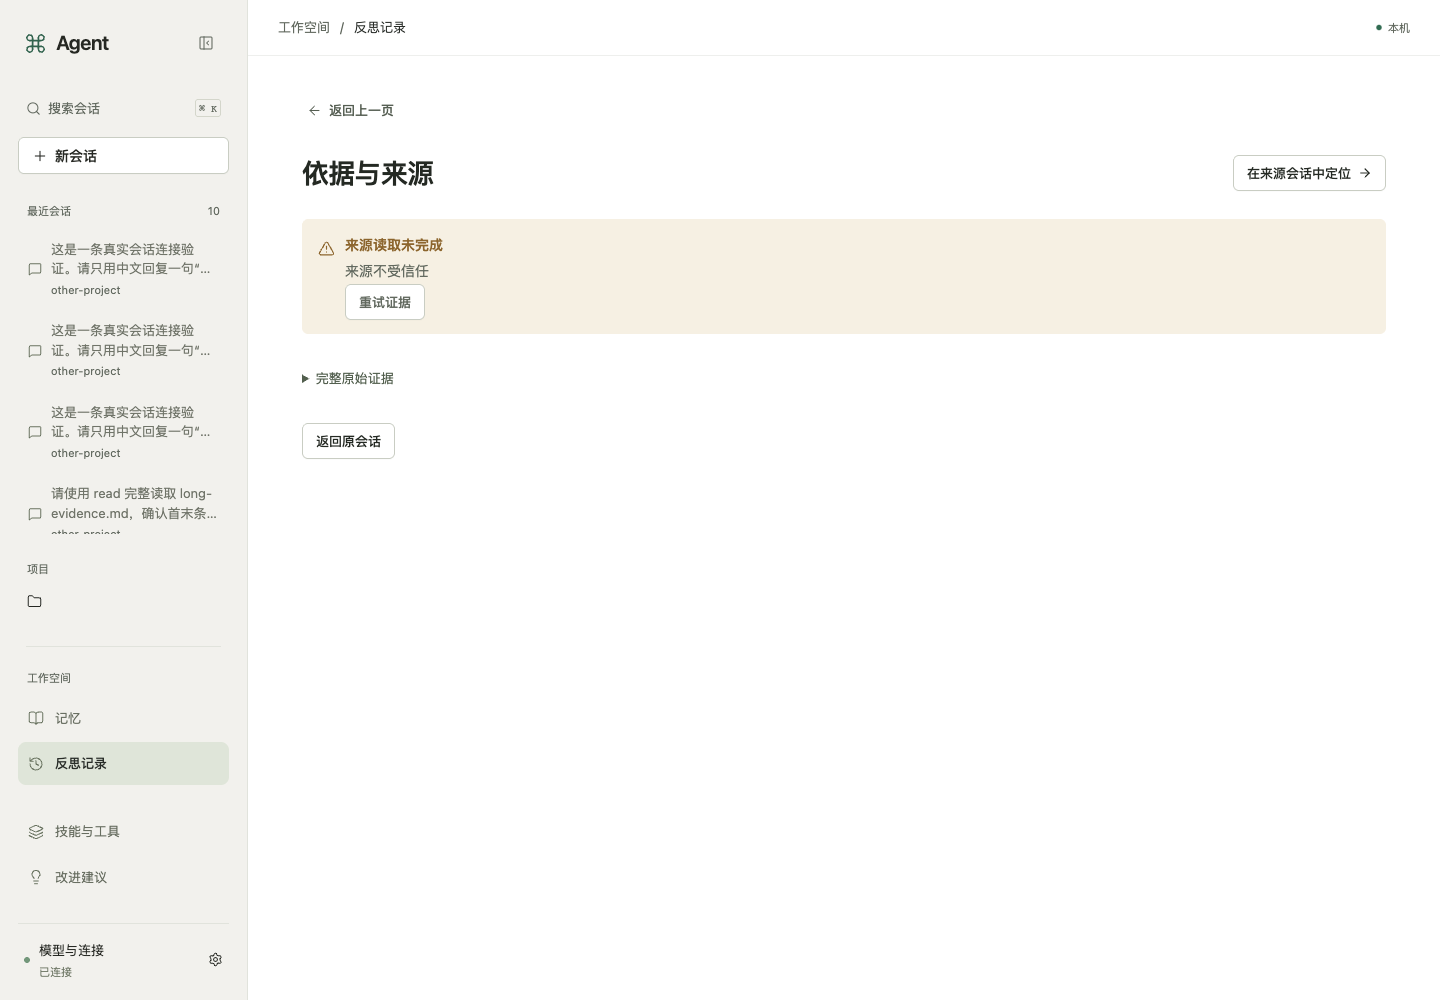 Agent
搜索会话
⌘ K
新会话
最近会话 10
这是一条真实会话连接验
证。请只用中文回复一句“...
other-project
这是一条真实会话连接验
证。请只用中文回复一句“...
other-project
这是一条真实会话连接验
证。请只用中文回复一句“...
other-project
请使用 read 完整读取 long-
evidence.md，确认首末条...
other-project
项目
工作空间
记忆
反思记录
技能与工具
改进建议
模型与连接
已连接
工作空间 / 反思记录
本机
返回上一页
依据与来源
在来源会话中定位
来源读取未完成
来源不受信任
重试证据
完整原始证据
返回原会话